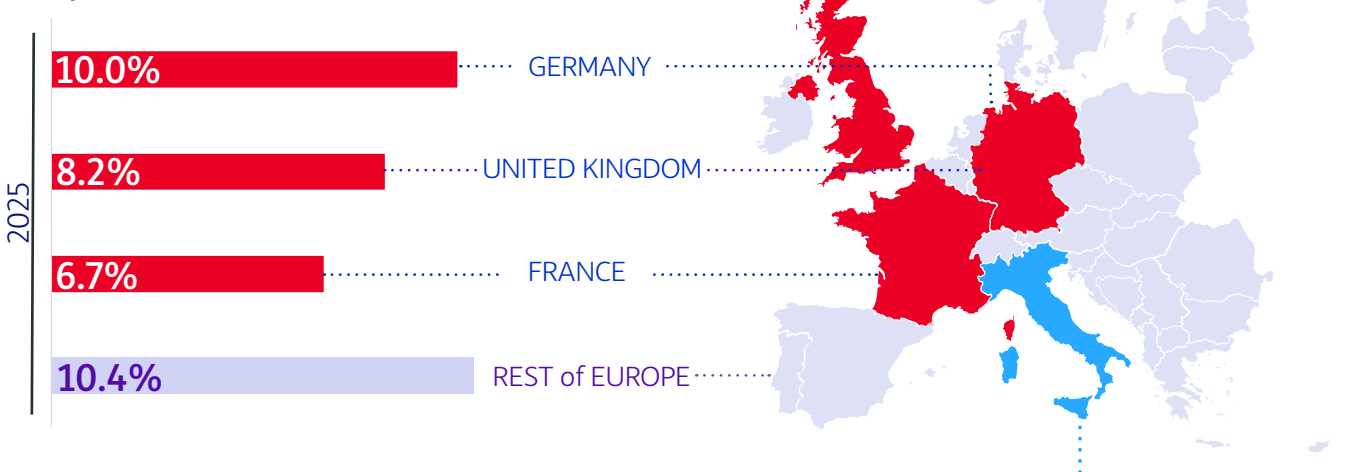 10.0% GERMANY
8.2% UNITED KINGDOM
2025
6.7% FRANCE
10.4% REST of EUROPE